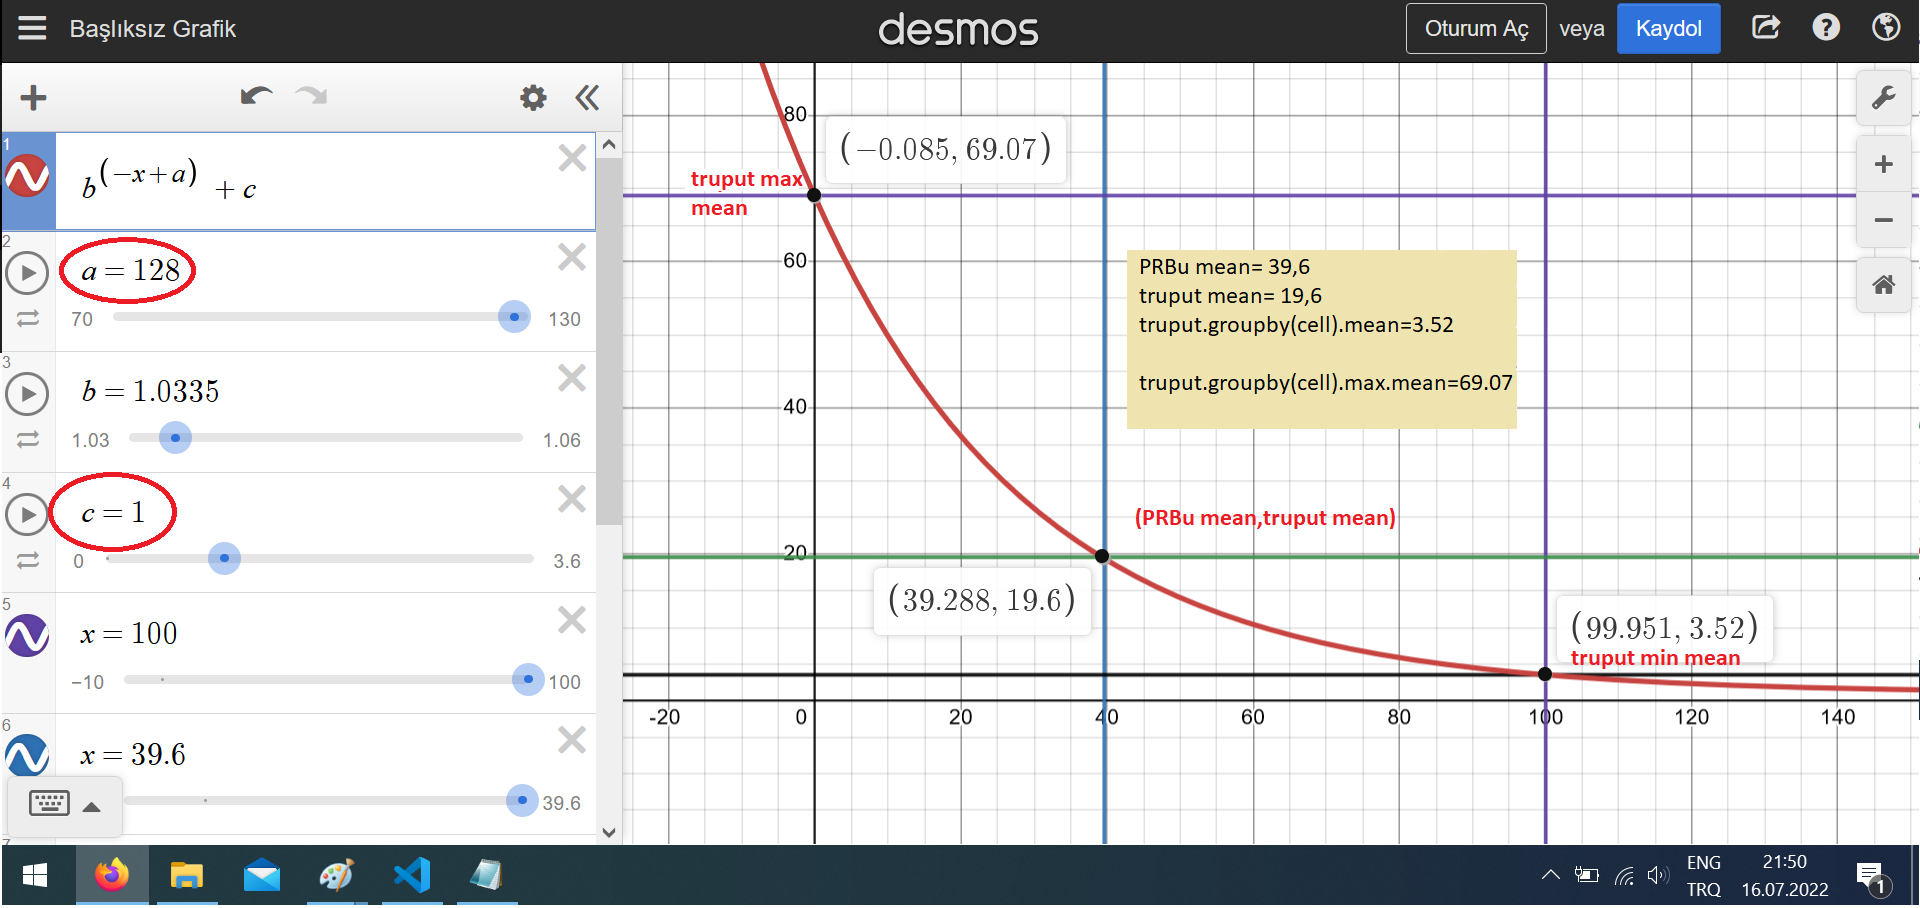 Başlıksız Grafik
desmos
Oturum Aç veya Kaydol
1
b^(−x+a) + c
2
a = 128
70 130
3
b = 1.0335
1.03 1.06
4
c = 1
0 3.6
5
x = 100
−10 100
6
x = 39.6
39.6
7
80
60
40
20
-20 0 20 40 60 80 100 120 140
(−0.085, 69.07)
truput max
mean
PRBu mean= 39,6
truput mean= 19,6
truput.groupby(cell).mean=3.52
truput.groupby(cell).max.mean=69.07
(PRBu mean,truput mean)
(39.288, 19.6)
(99.951, 3.52)
truput min mean
ENG
TRQ
21:50
16.07.2022
1